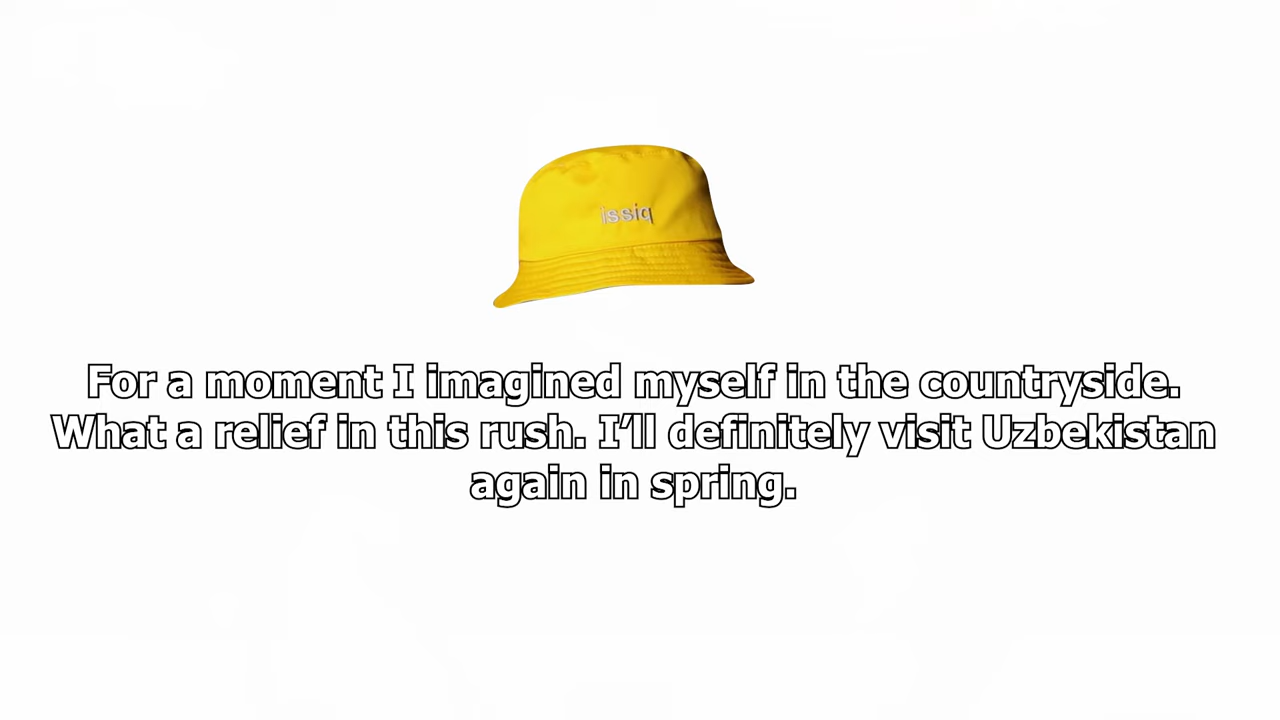 issiq
For a moment I imagined myself in the countryside.
What a relief in this rush. I’ll definitely visit Uzbekistan
again in spring.